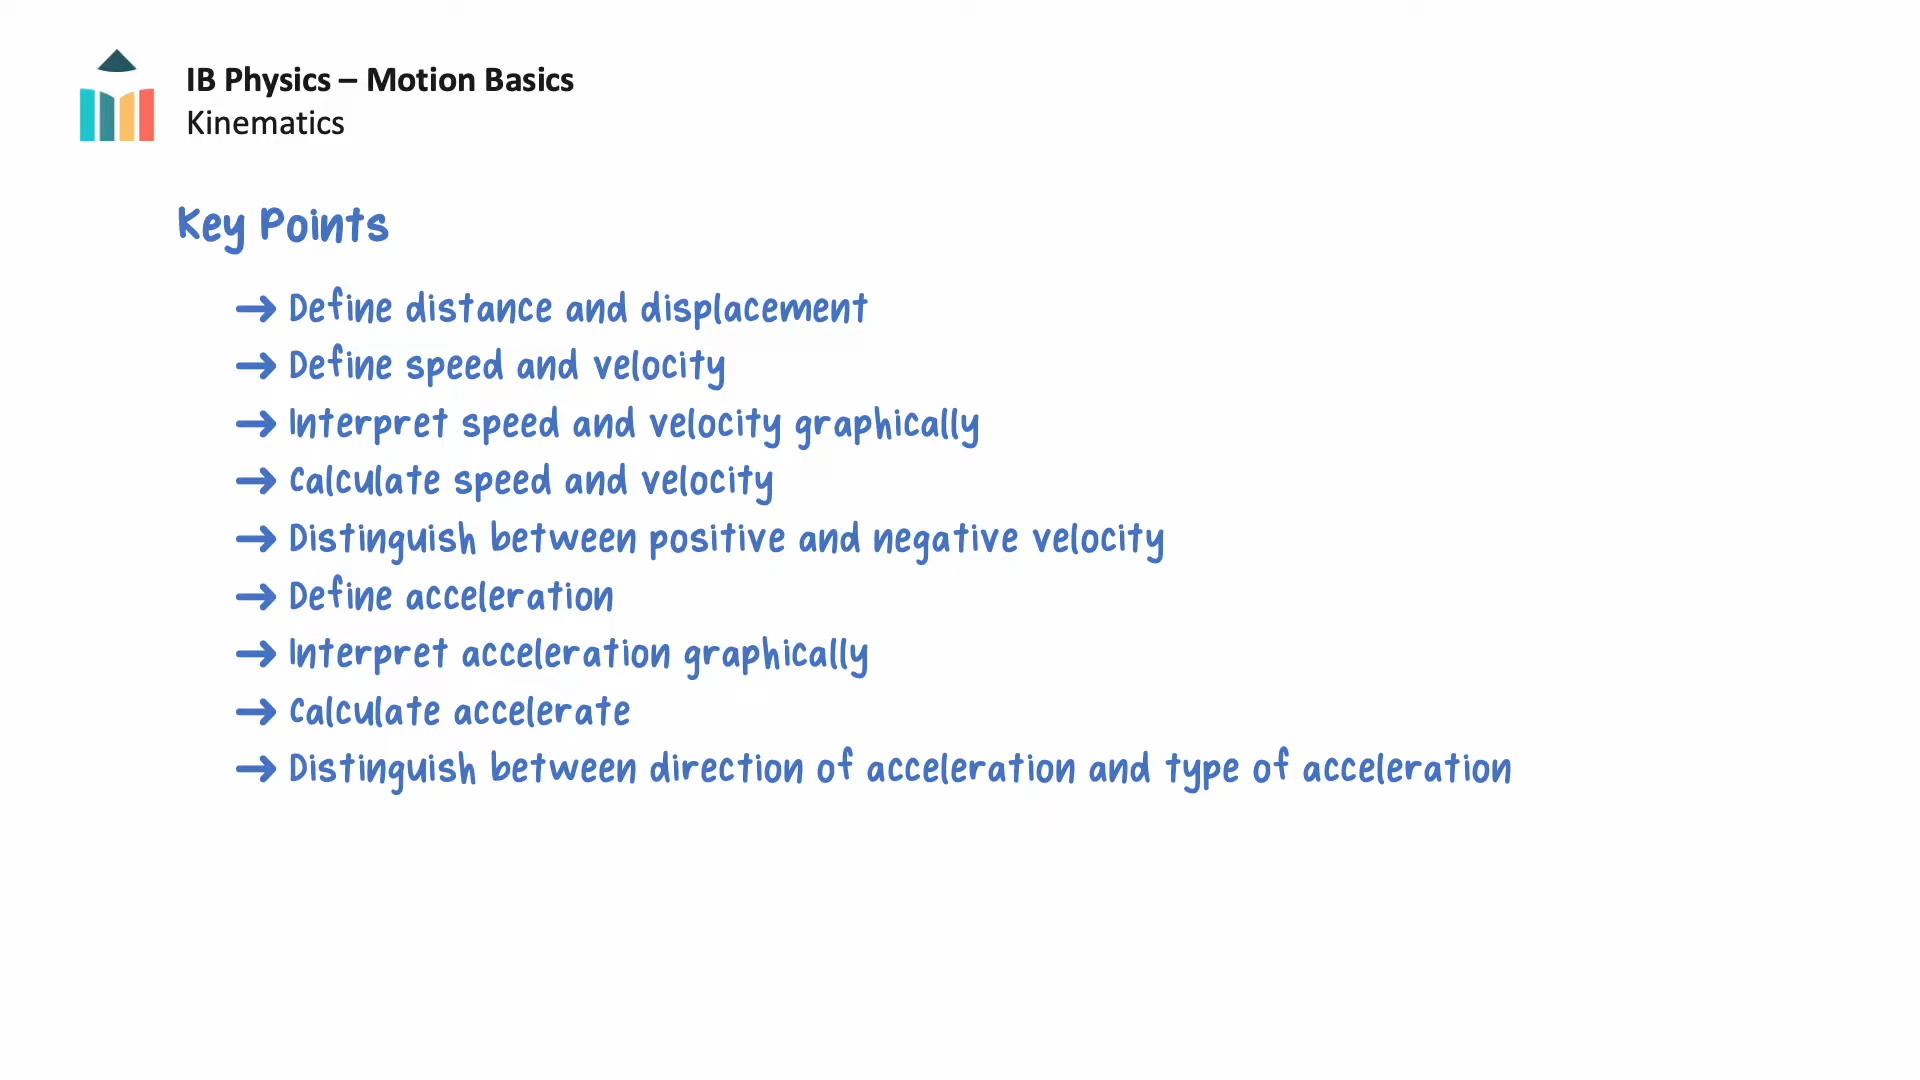 IB Physics – Motion Basics
Kinematics
Key Points
→ Define distance and displacement
→ Define speed and velocity
→ Interpret speed and velocity graphically
→ Calculate speed and velocity
→ Distinguish between positive and negative velocity
→ Define acceleration
→ Interpret acceleration graphically
→ Calculate accelerate
→ Distinguish between direction of acceleration and type of acceleration